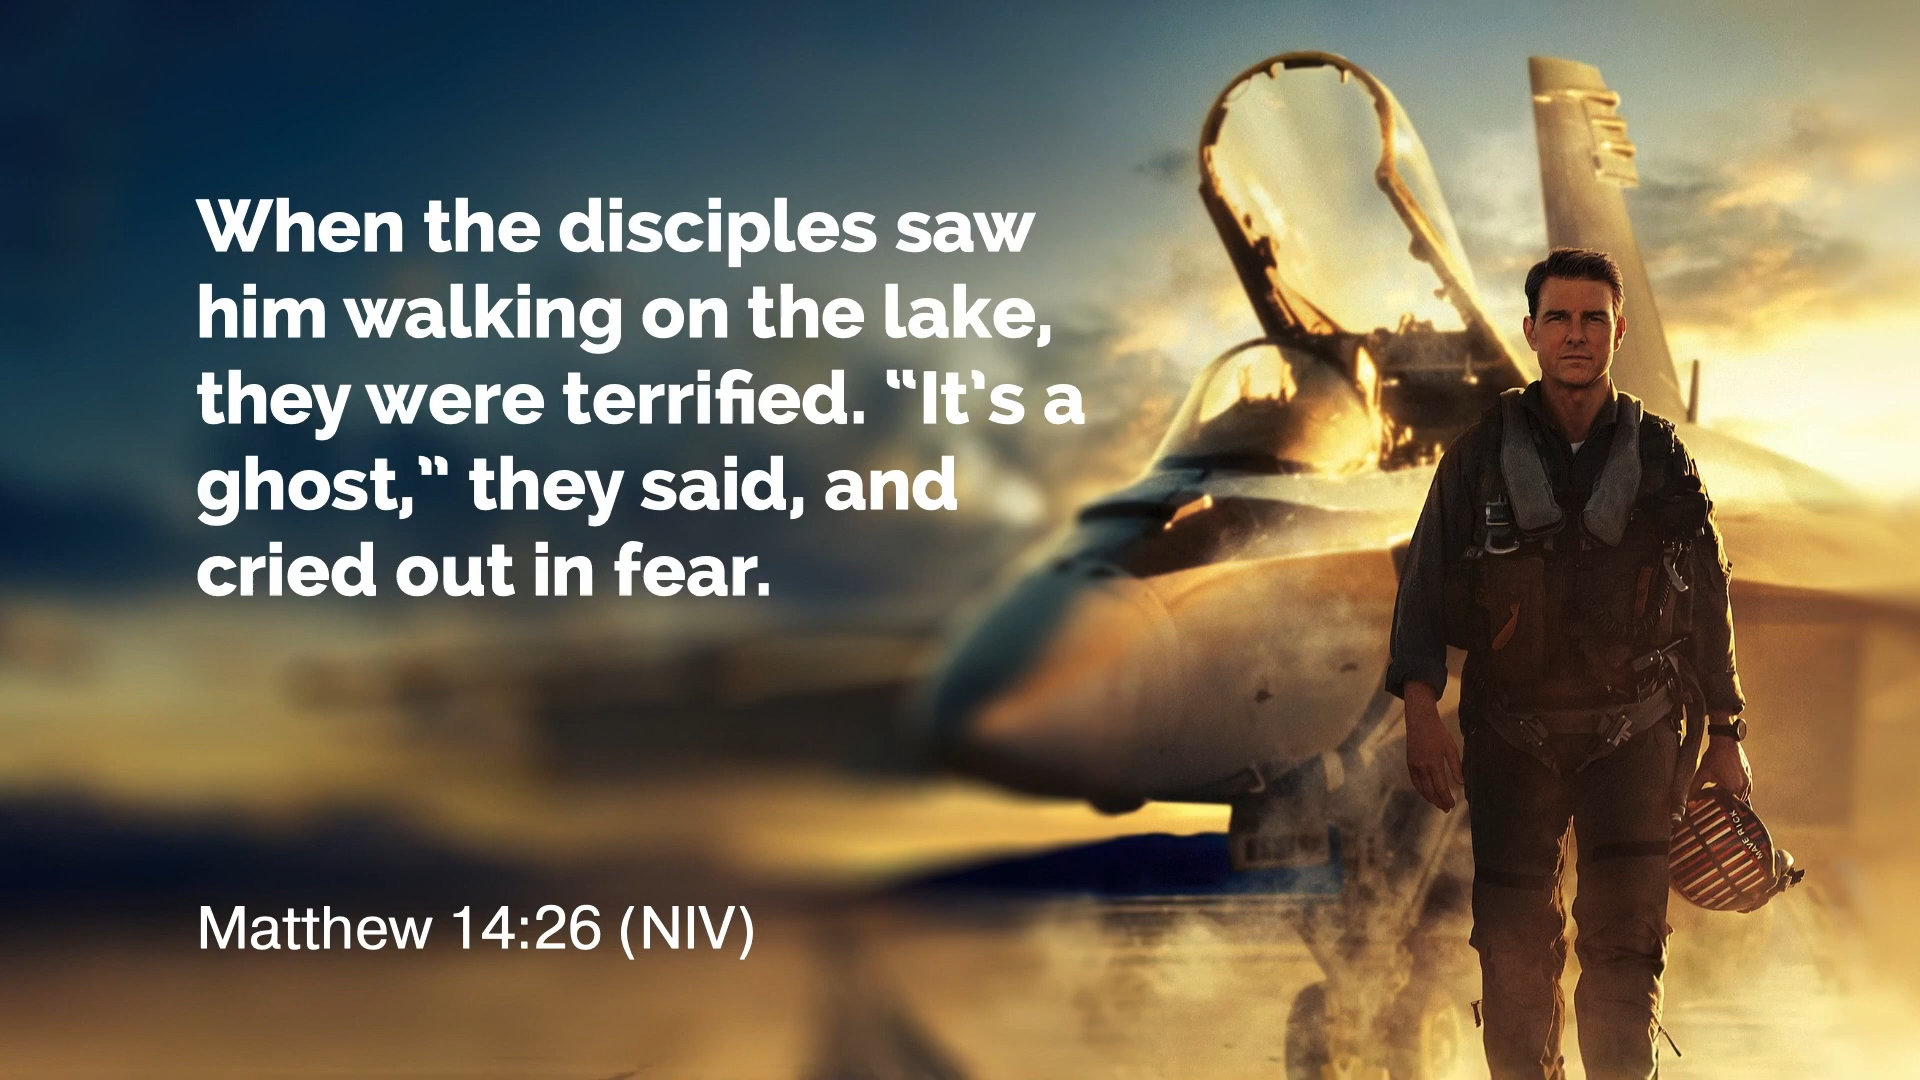 When the disciples saw
him walking on the lake,
they were terrified. “It’s a
ghost,” they said, and
cried out in fear.
Matthew 14:26 (NIV)
MAVERICK